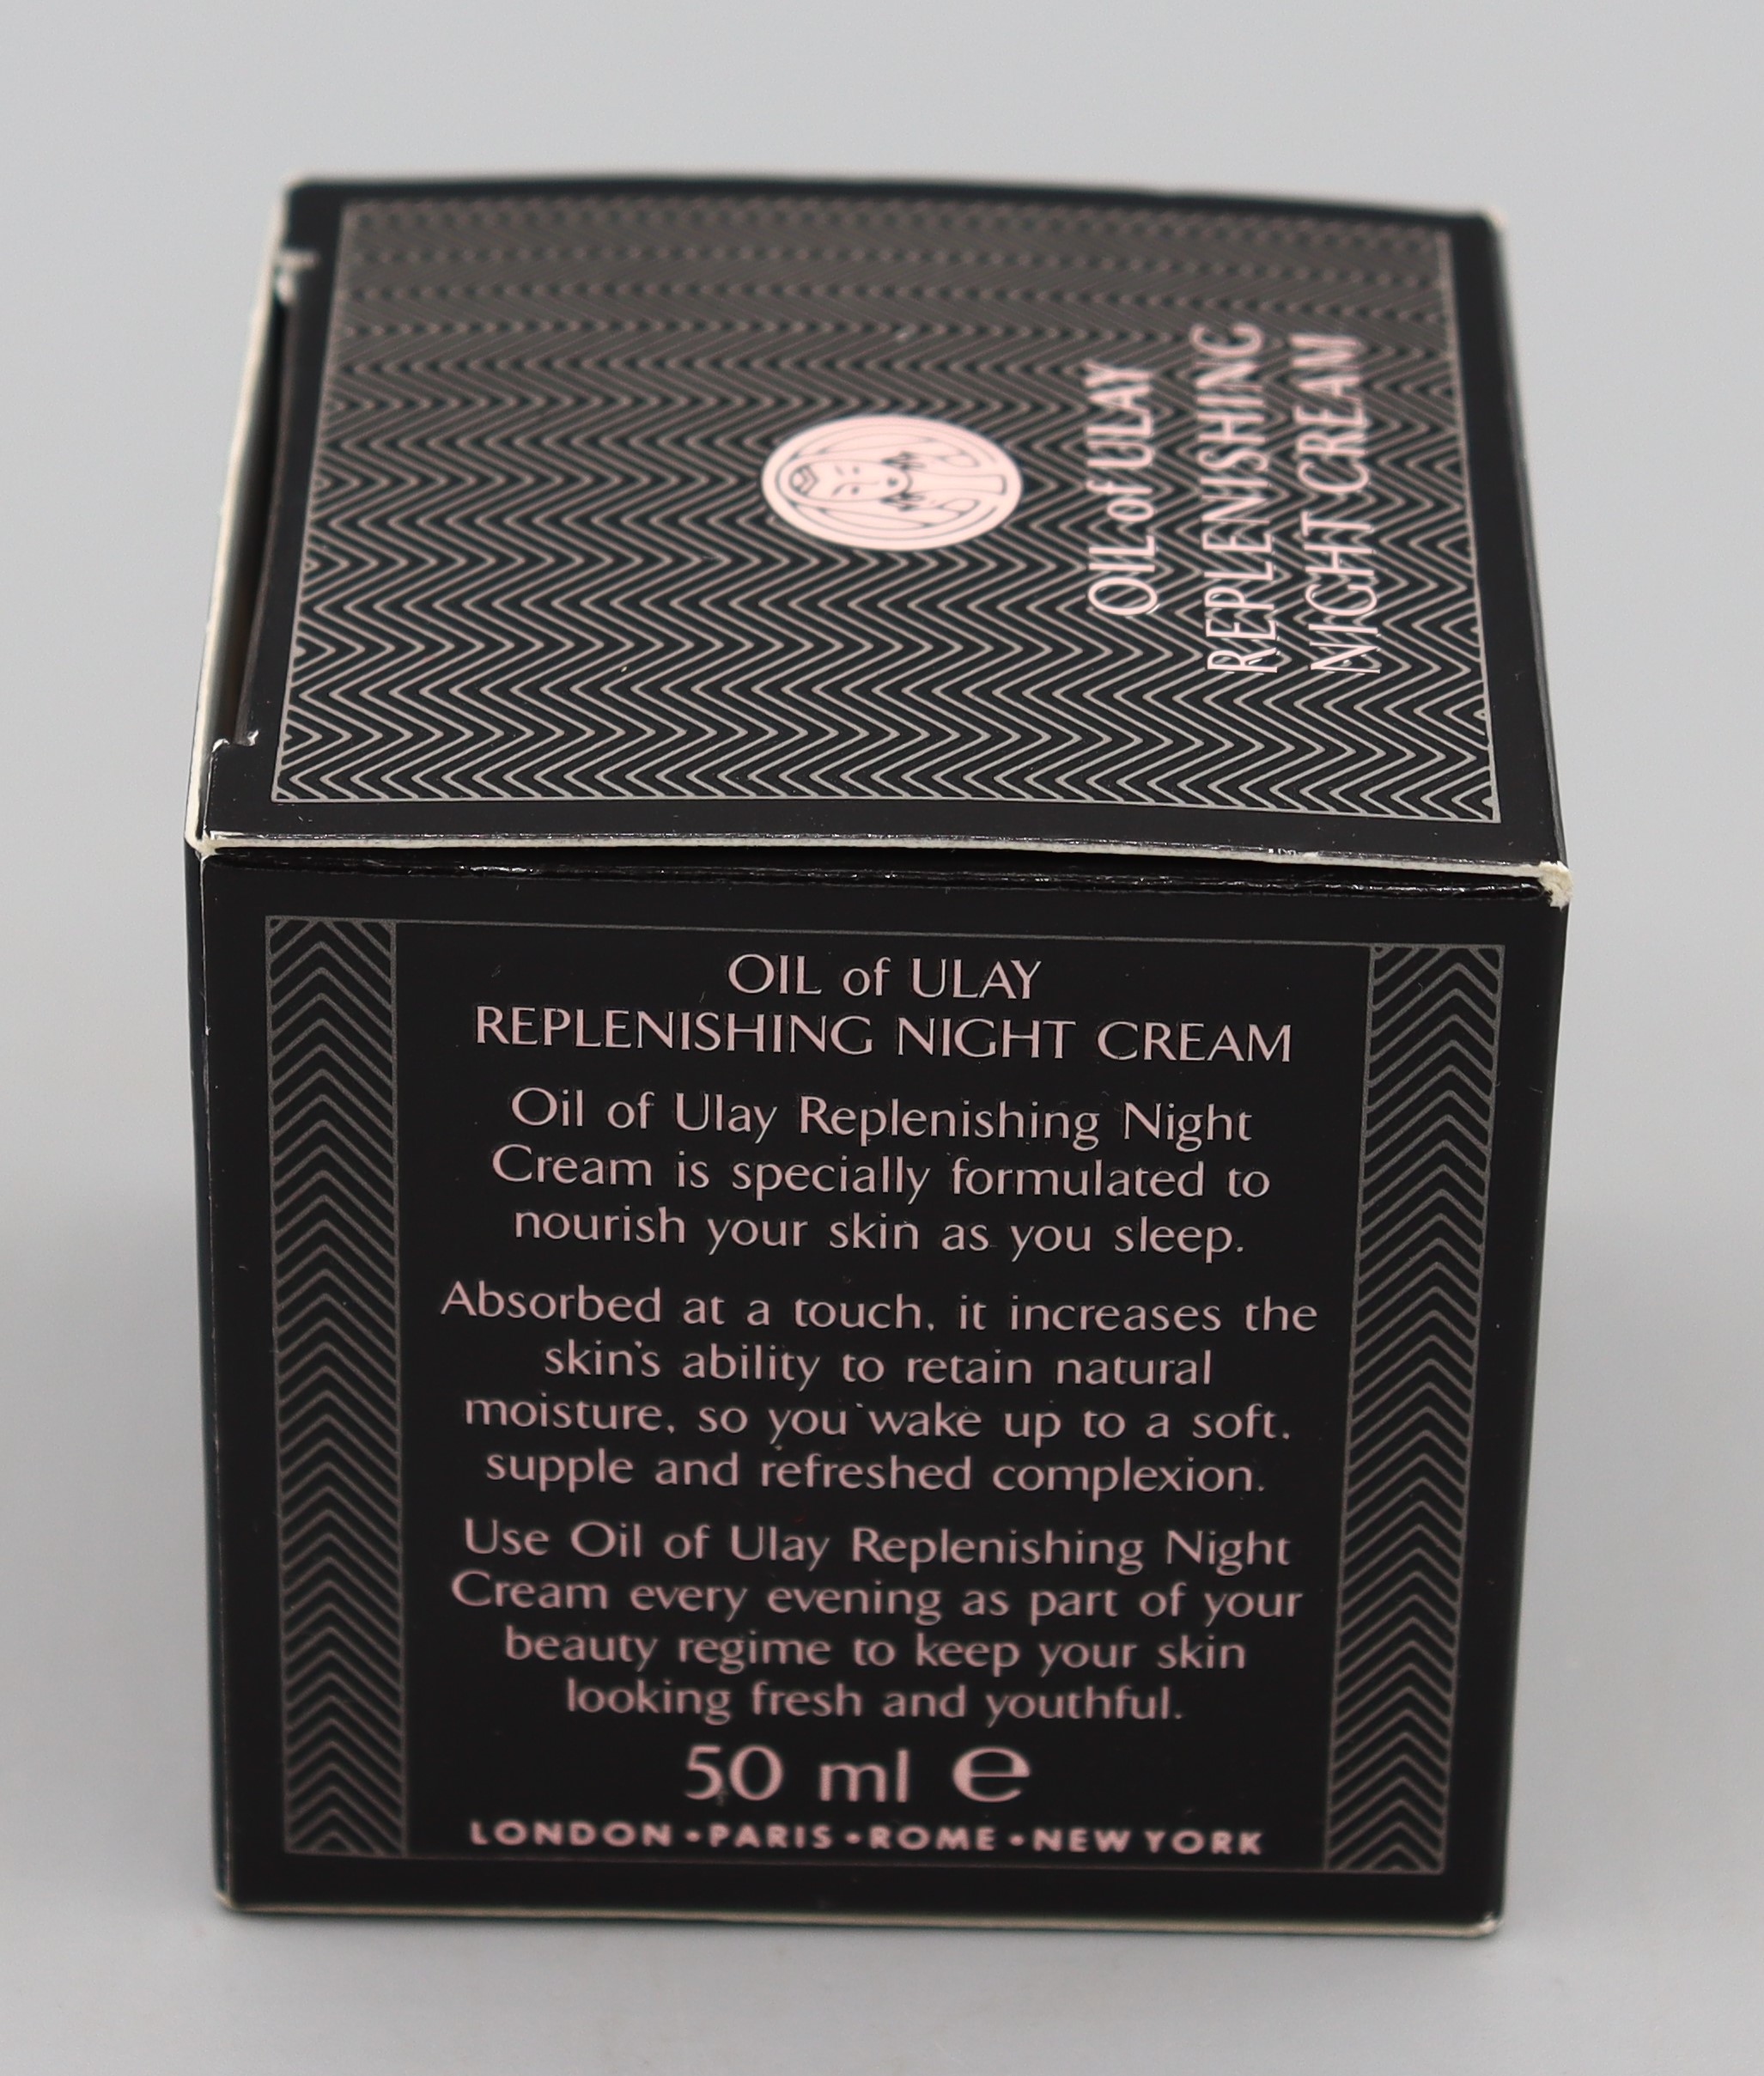 OIL of ULAY
REPLENISHING
NIGHT CREAM
OIL of ULAY
REPLENISHING NIGHT CREAM
Oil of Ulay Replenishing Night
Cream is specially formulated to
nourish your skin as you sleep.
Absorbed at a touch, it increases the
skin's ability to retain natural
moisture, so you wake up to a soft,
supple and refreshed complexion.
Use Oil of Ulay Replenishing Night
Cream every evening as part of your
beauty regime to keep your skin
looking fresh and youthful.
50 ml ℮
LONDON • PARIS • ROME • NEW YORK